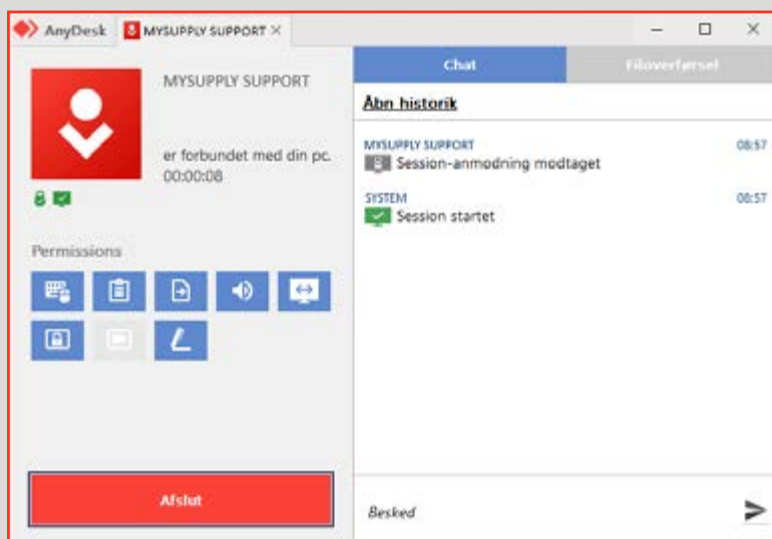 AnyDesk
MYSUPPLY SUPPORT
MYSUPPLY SUPPORT
er forbundet med din pc.
00:00:08
Permissions
Afslut
Chat
Filoverførsel
Åbn historik
MYSUPPLY SUPPORT 08:57
Session-anmodning modtaget
SYSTEM 08:57
Session startet
Besked